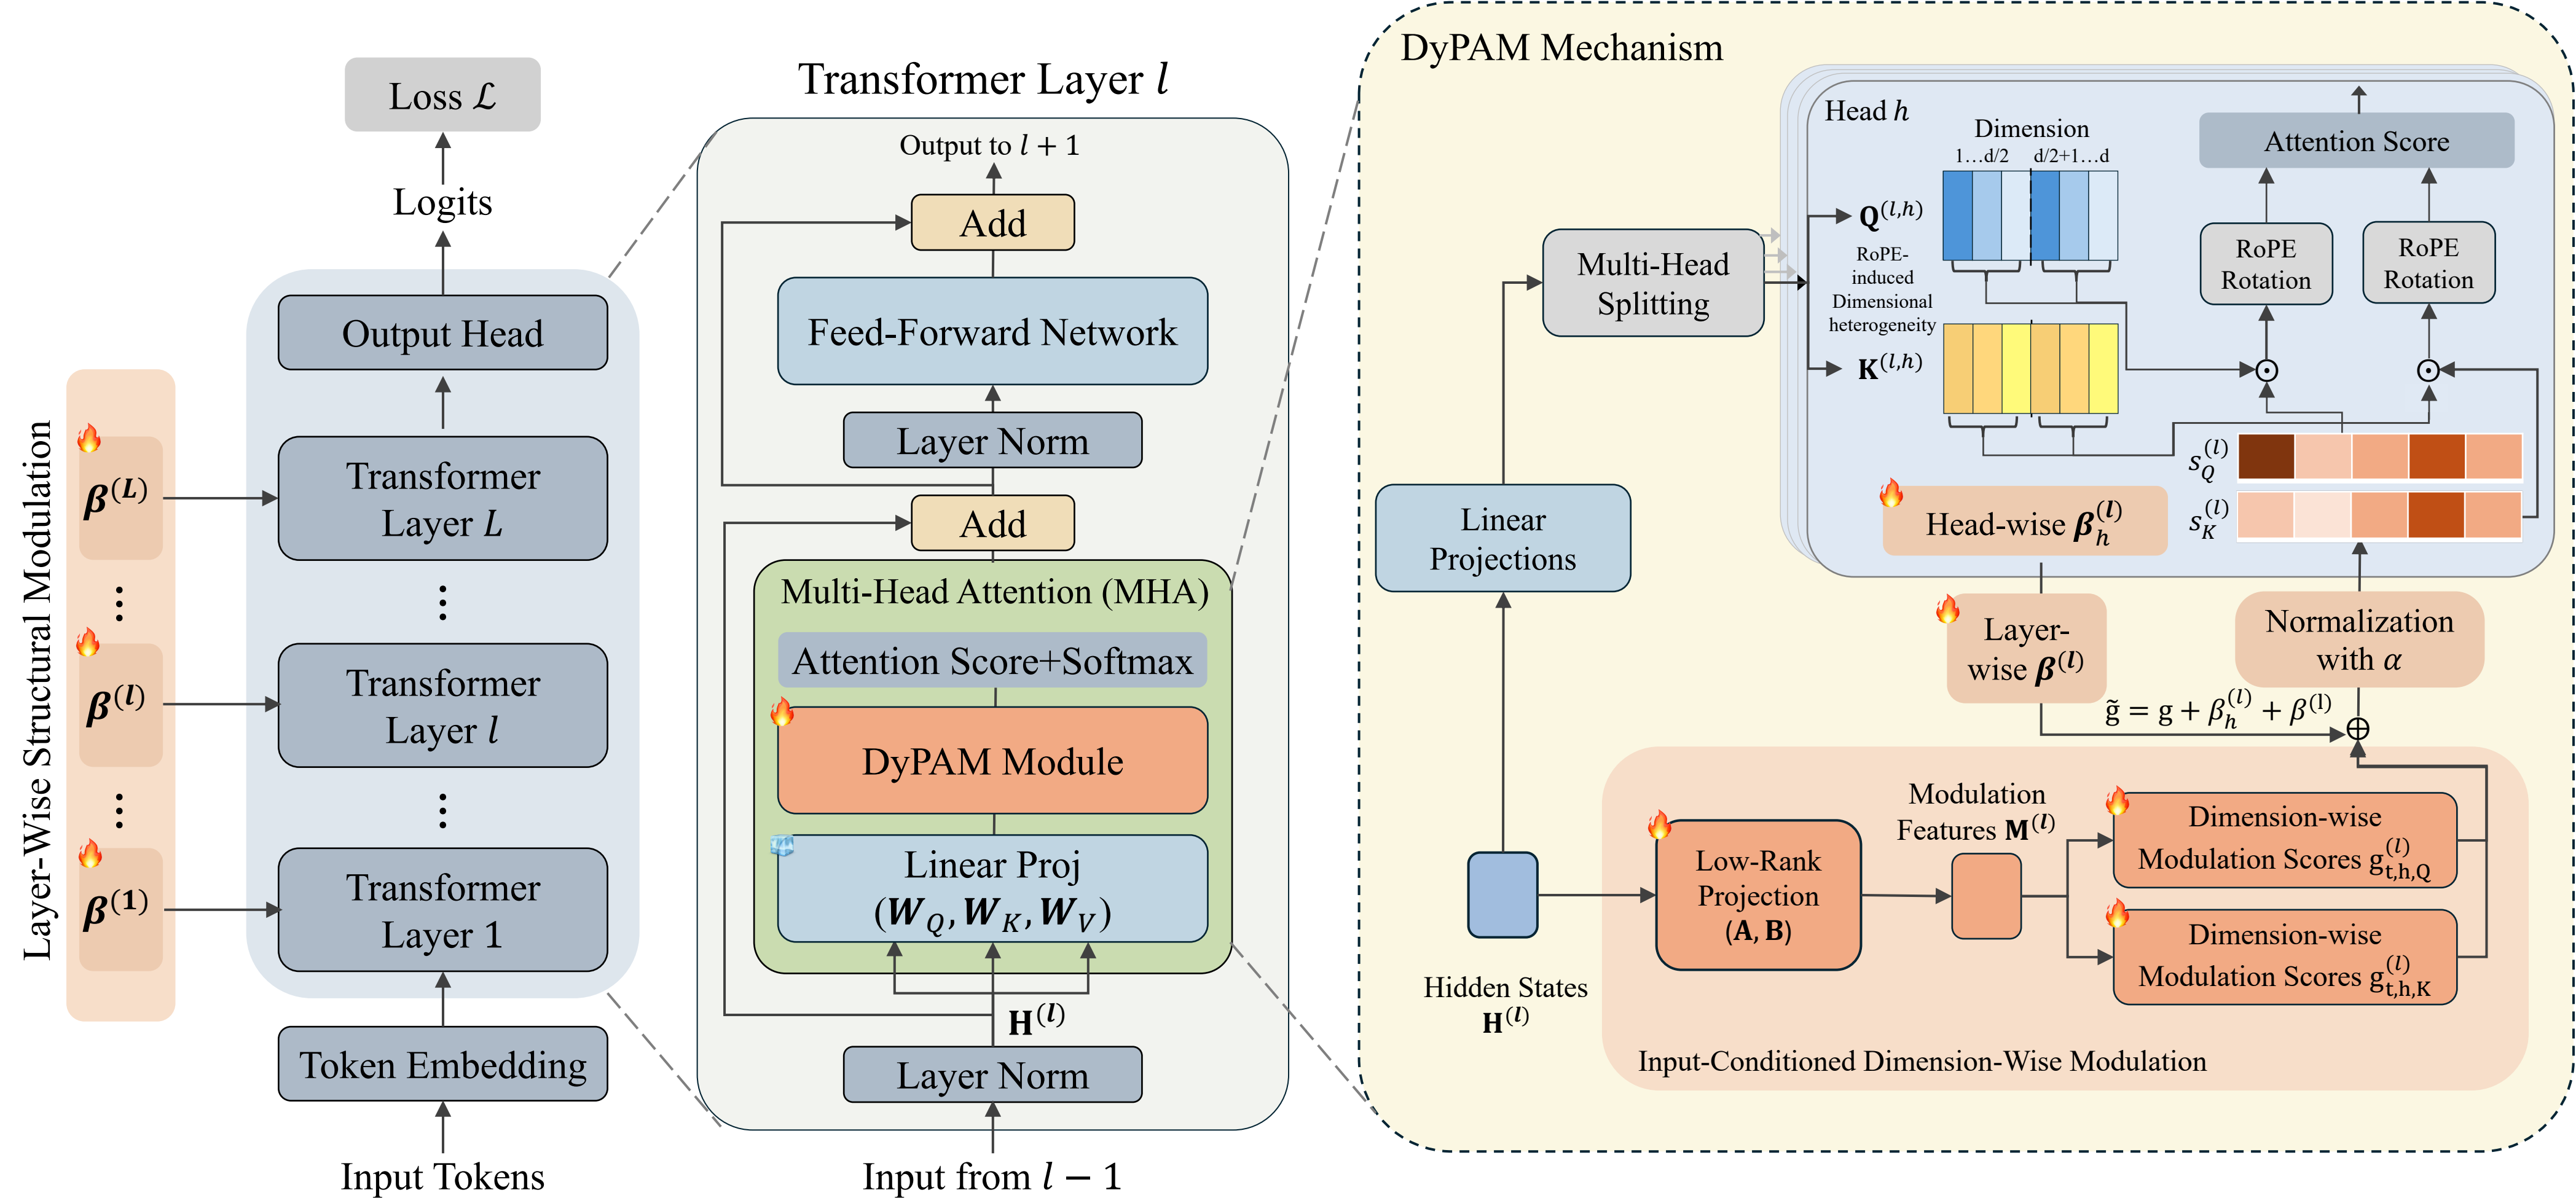 Layer-Wise Structural Modulation
β^(L)
⋮
β^(l)
⋮
β^(1)
Loss ℒ
Logits
Output Head
Transformer
Layer L
⋮
Transformer
Layer l
⋮
Transformer
Layer 1
Token Embedding
Input Tokens
Transformer Layer l
Output to l + 1
Add
Feed-Forward Network
Layer Norm
Add
Multi-Head Attention (MHA)
Attention Score+Softmax
DyPAM Module
Linear Proj
(W_Q, W_K, W_V)
H^(l)
Layer Norm
Input from l − 1
DyPAM Mechanism
Multi-Head
Splitting
Linear
Projections
Hidden States
H^(l)
Head h
Dimension
1…d/2 d/2+1…d
Q^(l,h)
RoPE-
induced
Dimensional
heterogeneity
K^(l,h)
Attention Score
RoPE
Rotation
RoPE
Rotation
s_Q^(l)
s_K^(l)
Head-wise β_h^(l)
Layer-
wise β^(l)
Normalization
with α
g̃ = g + β_h^(l) + β^(l)
Low-Rank
Projection
(A, B)
Modulation
Features M^(l)
Dimension-wise
Modulation Scores g_t,h,Q^(l)
Dimension-wise
Modulation Scores g_t,h,K^(l)
Input-Conditioned Dimension-Wise Modulation